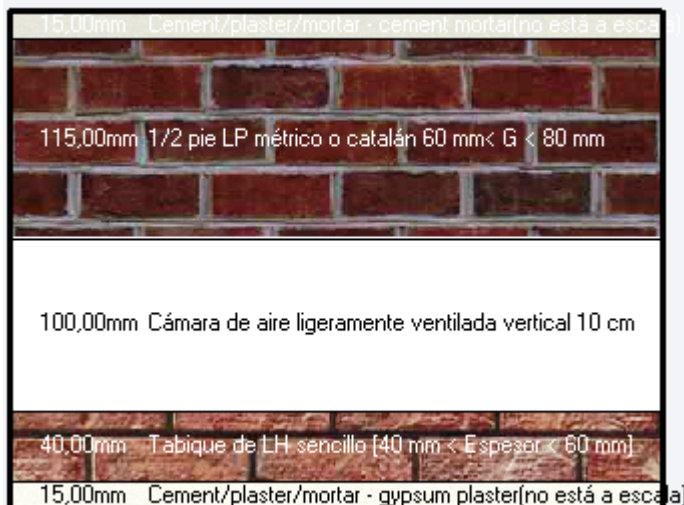 15,00mm Cement/plaster/mortar - cement mortar(no está a escala)
115,00mm 1/2 pie LP métrico o catalán 60 mm< G < 80 mm
100,00mm Cámara de aire ligeramente ventilada vertical 10 cm
40,00mm Tabique de LH sencillo [40 mm < Espesor < 60 mm]
15,00mm Cement/plaster/mortar - gypsum plaster(no está a escala)